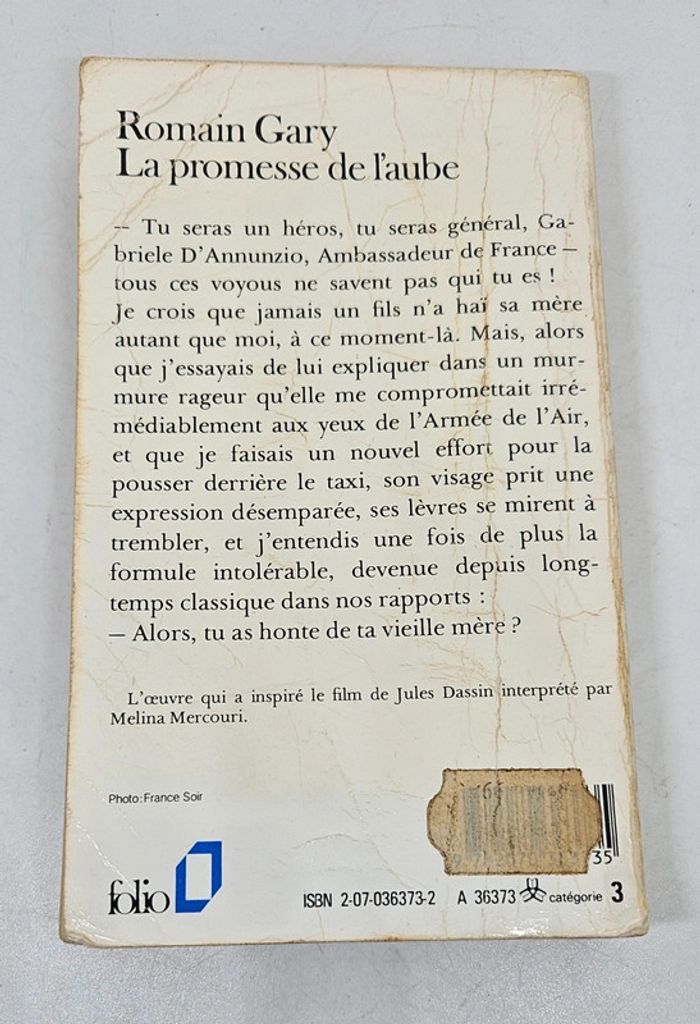 Romain Gary
La promesse de l'aube
-- Tu seras un héros, tu seras général, Ga-
briele D'Annunzio, Ambassadeur de France —
tous ces voyous ne savent pas qui tu es !
Je crois que jamais un fils n'a haï sa mère
autant que moi, à ce moment-là. Mais, alors
que j'essayais de lui expliquer dans un mur-
mure rageur qu'elle me compromettait irré-
médiablement aux yeux de l'Armée de l'Air,
et que je faisais un nouvel effort pour la
pousser derrière le taxi, son visage prit une
expression désemparée, ses lèvres se mirent à
trembler, et j'entendis une fois de plus la
formule intolérable, devenue depuis long-
temps classique dans nos rapports :
— Alors, tu as honte de ta vieille mère ?
L'œuvre qui a inspiré le film de Jules Dassin interprété par
Melina Mercouri.
Photo: France Soir
35
folio
ISBN 2-07-036373-2 A 36373 catégorie 3